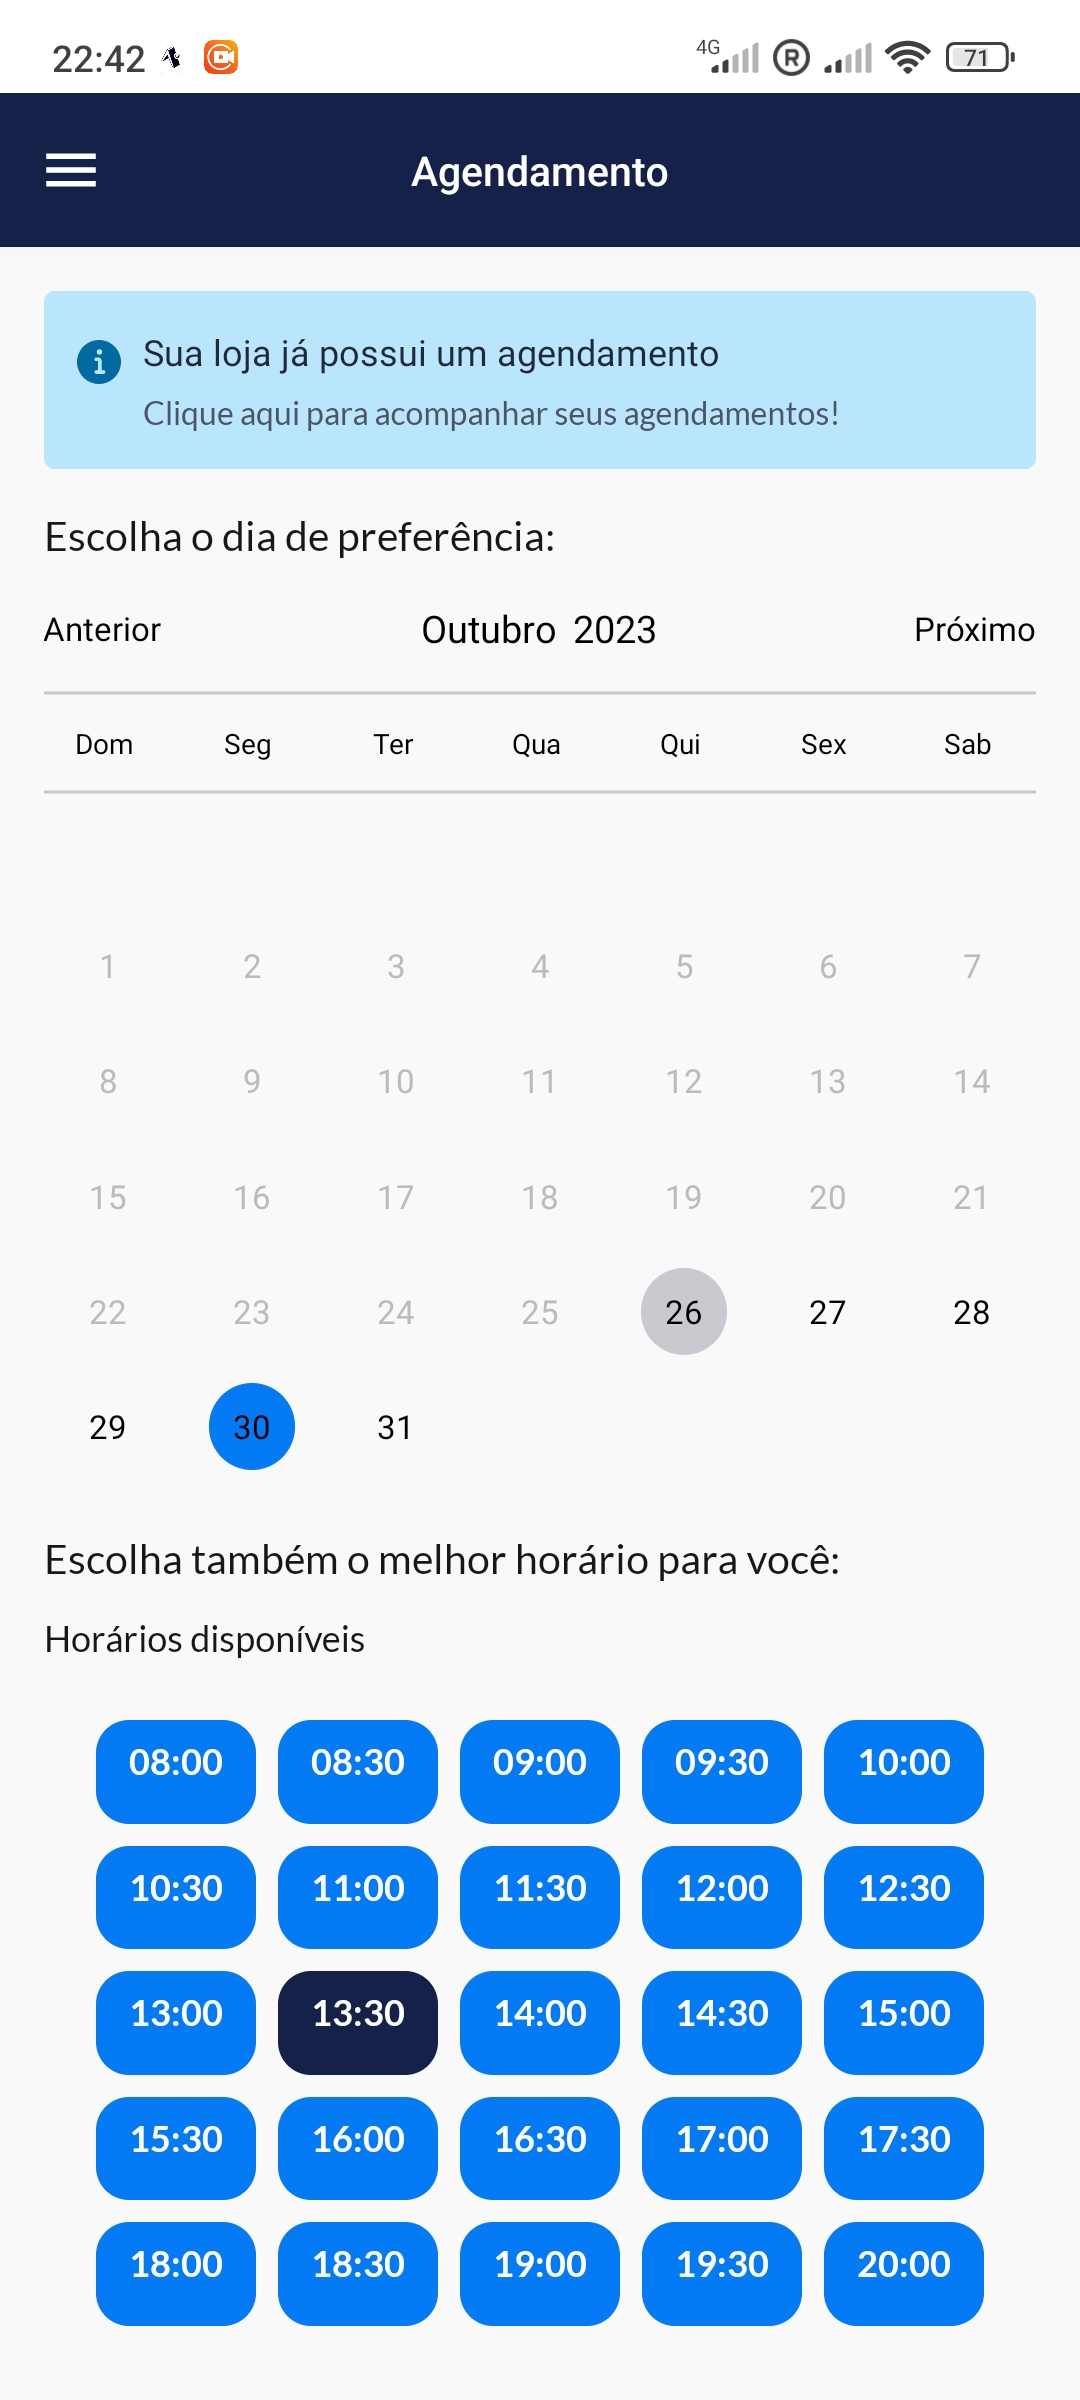 22:42 4G R 71
Agendamento
Sua loja já possui um agendamento
Clique aqui para acompanhar seus agendamentos!
Escolha o dia de preferência:
Anterior Outubro 2023 Próximo
Dom Seg Ter Qua Qui Sex Sab
1 2 3 4 5 6 7
8 9 10 11 12 13 14
15 16 17 18 19 20 21
22 23 24 25 26 27 28
29 30 31
Escolha também o melhor horário para você:
Horários disponíveis
08:00 08:30 09:00 09:30 10:00
10:30 11:00 11:30 12:00 12:30
13:00 13:30 14:00 14:30 15:00
15:30 16:00 16:30 17:00 17:30
18:00 18:30 19:00 19:30 20:00